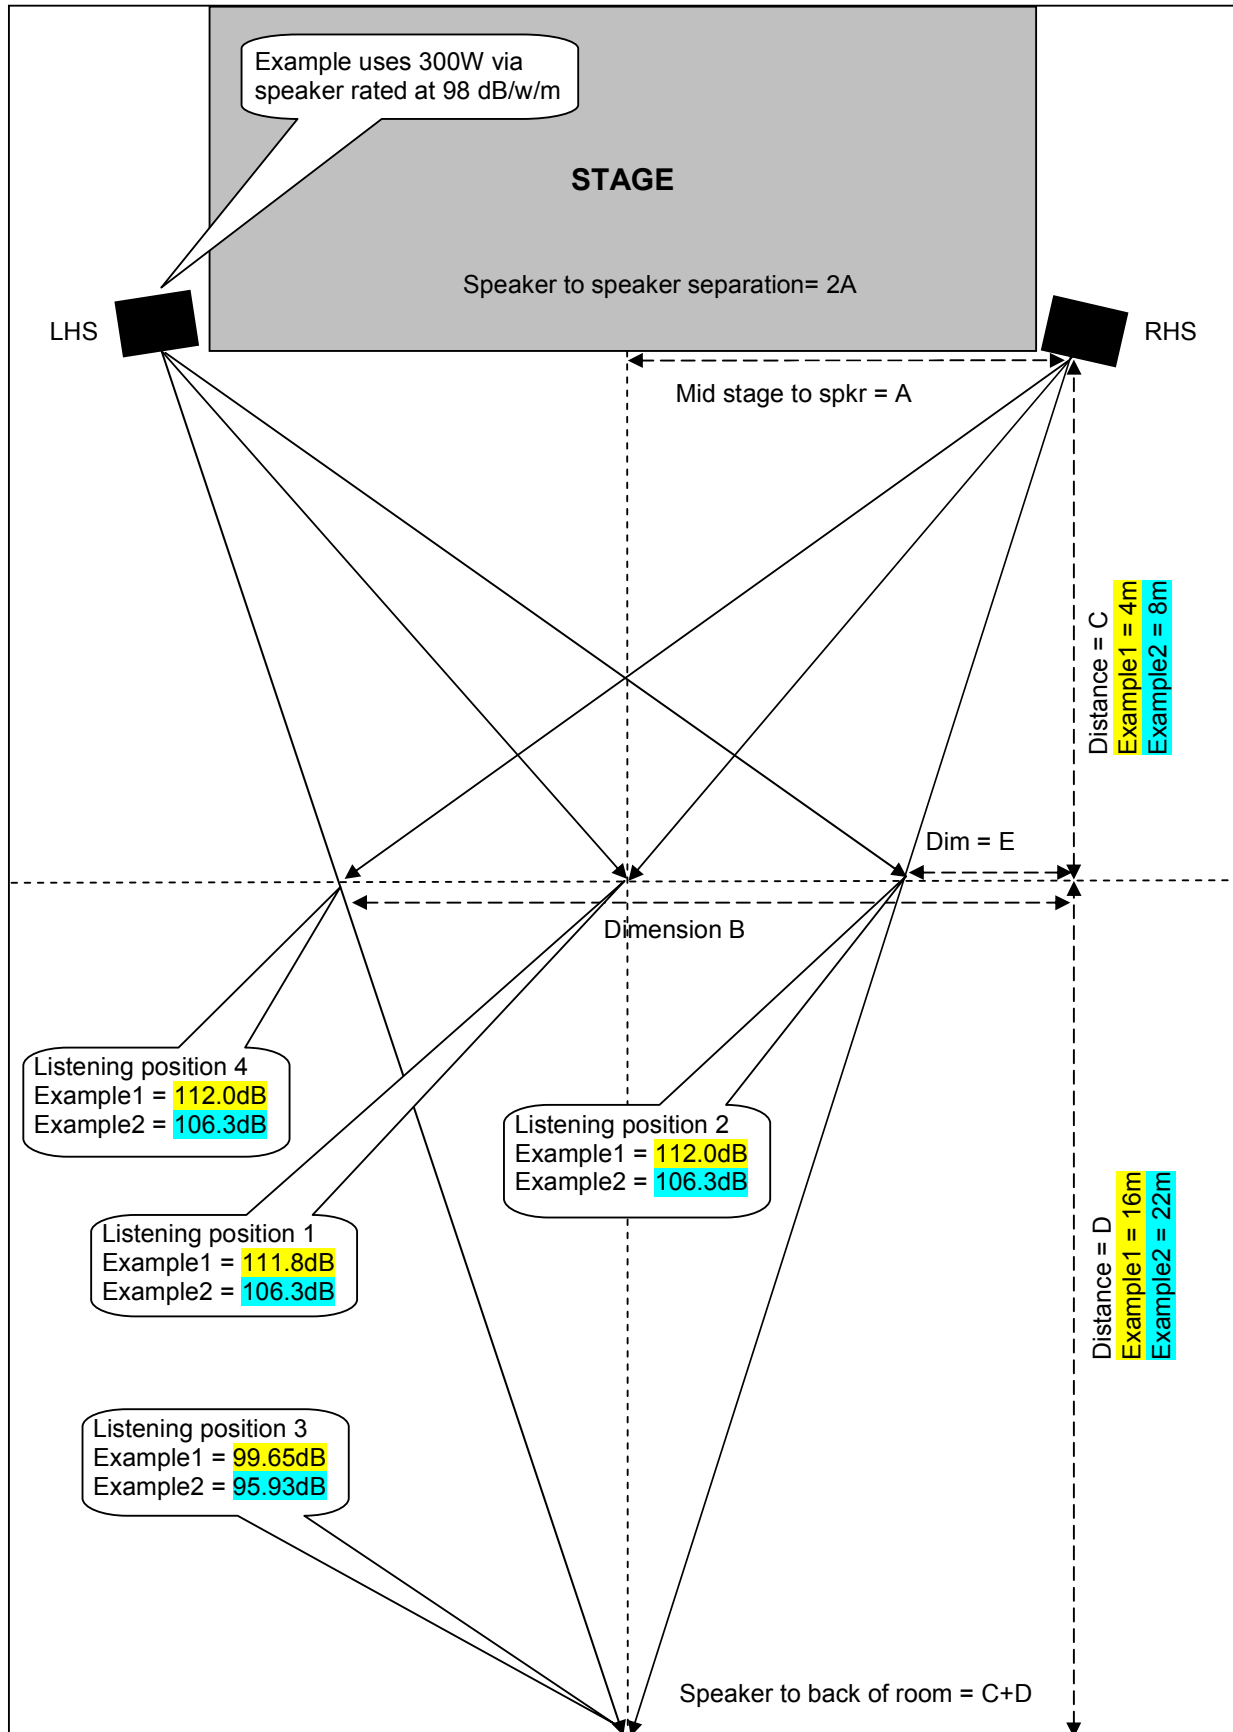 Example uses 300W via
speaker rated at 98 dB/w/m
STAGE
Speaker to speaker separation= 2A
LHS
RHS
Mid stage to spkr = A
Distance = C
Example1 = 4m
Example2 = 8m
Dim = E
Dimension B
Listening position 4
Example1 = 112.0dB
Example2 = 106.3dB
Listening position 2
Example1 = 112.0dB
Example2 = 106.3dB
Listening position 1
Example1 = 111.8dB
Example2 = 106.3dB
Distance = D
Example1 = 16m
Example2 = 22m
Listening position 3
Example1 = 99.65dB
Example2 = 95.93dB
Speaker to back of room = C+D